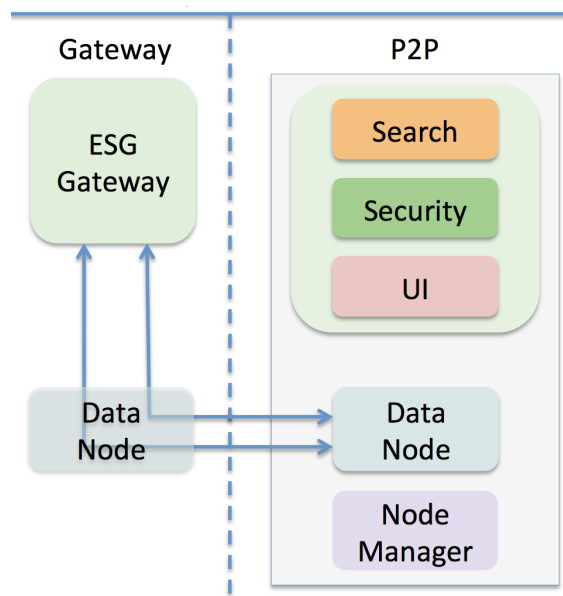 Gateway
P2P
ESG
Gateway
Search
Security
UI
Data
Node
Data
Node
Node
Manager